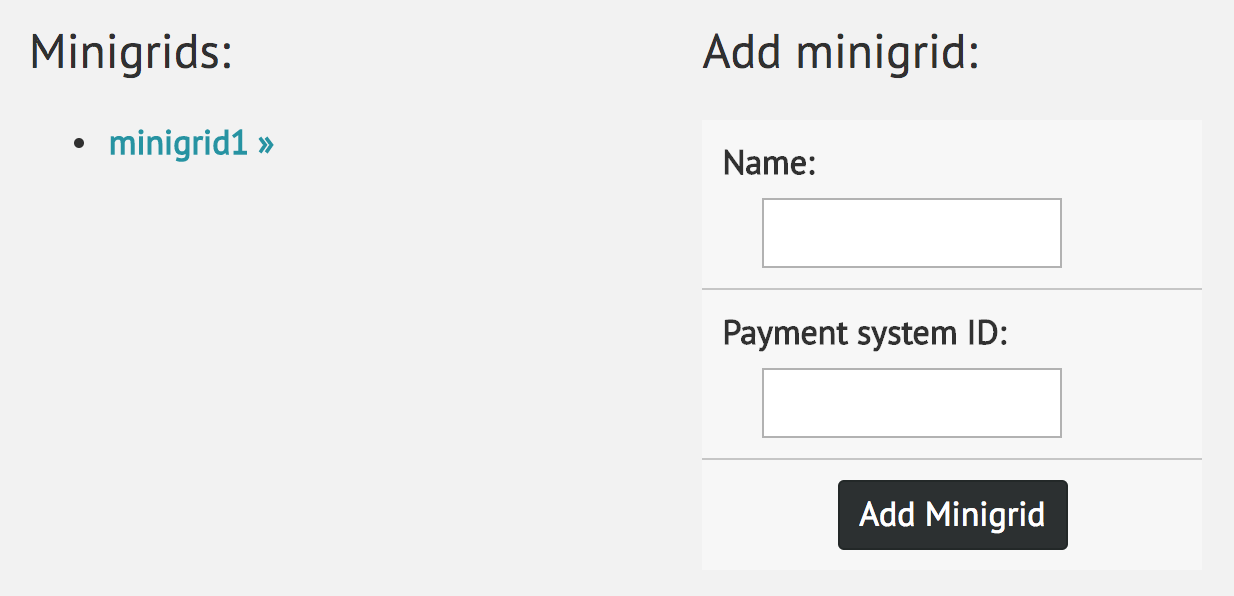 Minigrids:
• minigrid1 »
Add minigrid:
Name:
Payment system ID:
Add Minigrid